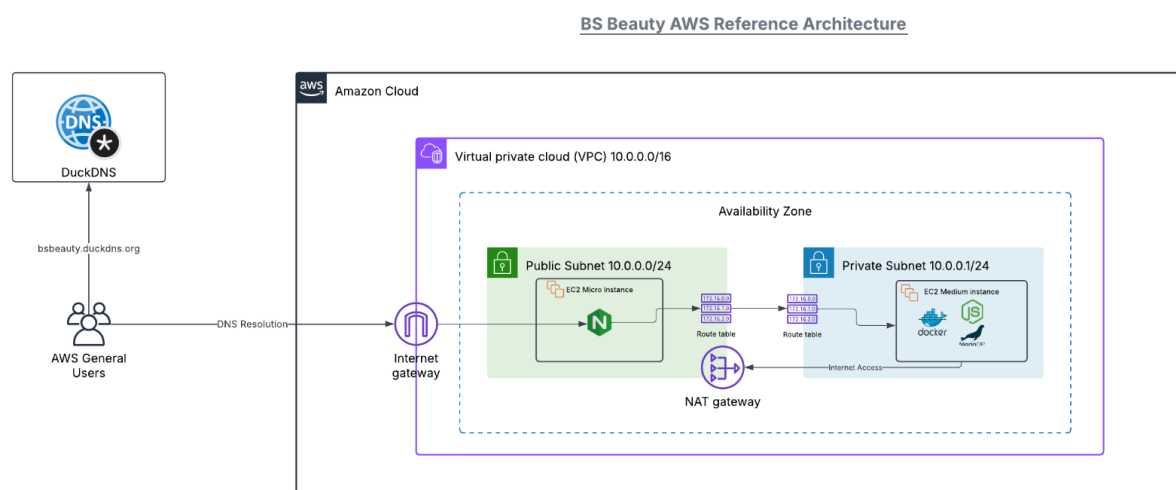 BS Beauty AWS Reference Architecture
aws
Amazon Cloud
DNS
DuckDNS
Virtual private cloud (VPC) 10.0.0.0/16
Availability Zone
bsbeauty.duckdns.org
Public Subnet 10.0.0.0/24
Private Subnet 10.0.0.1/24
EC2 Micro Instance
EC2 Medium instance
172.16.0.0
172.16.1.0
172.16.2.0
172.16.0.0
172.16.1.0
172.16.2.0
N
JS
docker
MariaDB
DNS Resolution
Route table
Route table
AWS General
Users
Internet
gateway
Internet Access
NAT gateway